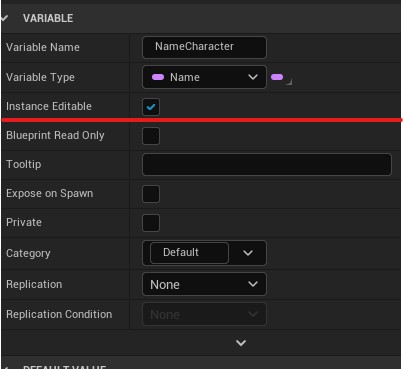 VARIABLE
Variable Name NameCharacter
Variable Type Name
Instance Editable
Blueprint Read Only
Tooltip
Expose on Spawn
Private
Category Default
Replication None
Replication Condition None
DEFAULT VALUE